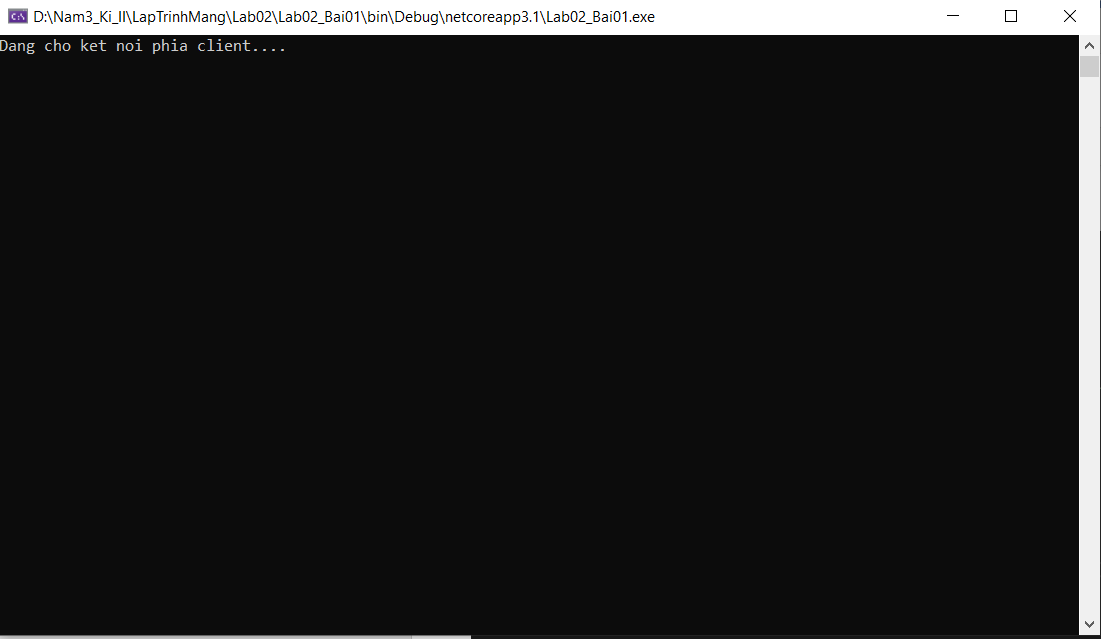 D:\Nam3_Ki_II\LapTrinhMang\Lab02\Lab02_Bai01\bin\Debug\netcoreapp3.1\Lab02_Bai01.exe
Dang cho ket noi phia client....